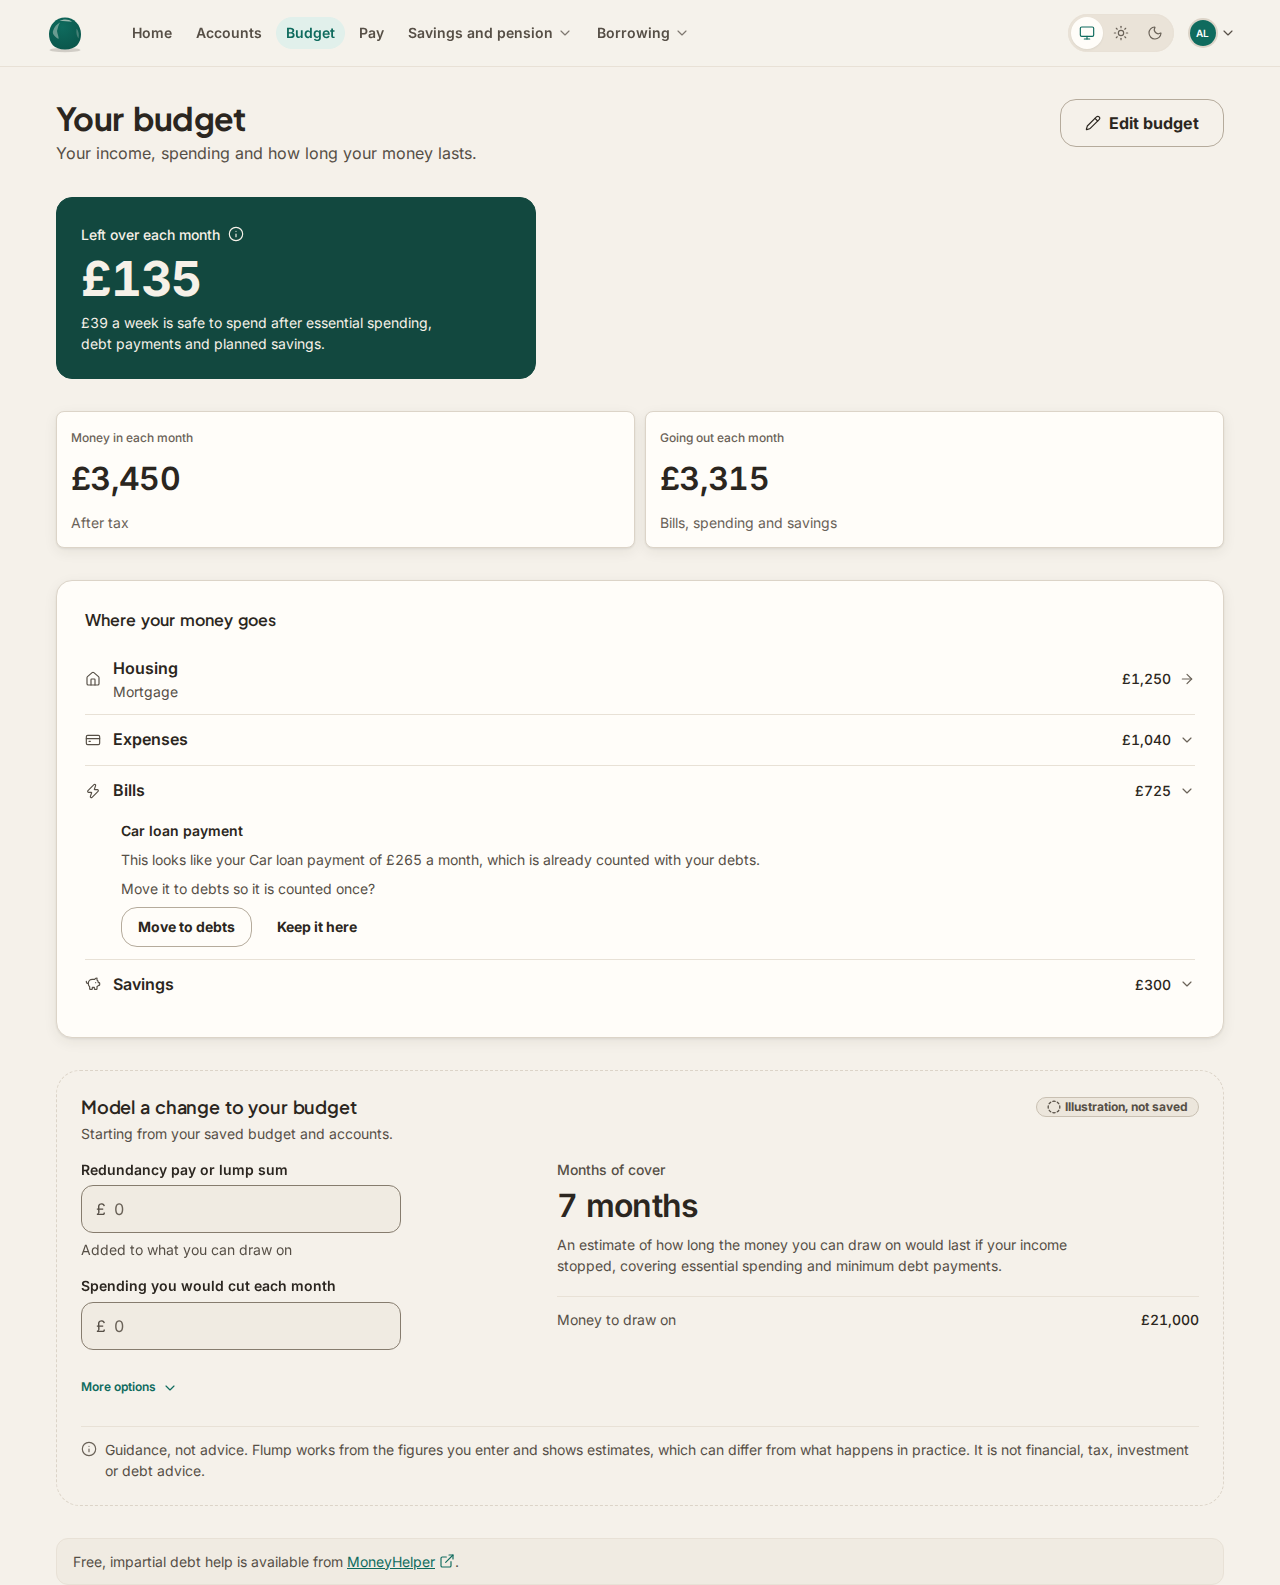 Home
Accounts
Budget
Pay
Savings and pension
Borrowing
AL
Your budget
Edit budget
Your income, spending and how long your money lasts.
Left over each month
£135
£39 a week is safe to spend after essential spending,
debt payments and planned savings.
Money in each month
£3,450
After tax
Going out each month
£3,315
Bills, spending and savings
Where your money goes
Housing
Mortgage
£1,250
Expenses
£1,040
Bills
£725
Car loan payment
This looks like your Car loan payment of £265 a month, which is already counted with your debts.
Move it to debts so it is counted once?
Move to debts
Keep it here
Savings
£300
Model a change to your budget
Illustration, not saved
Starting from your saved budget and accounts.
Redundancy pay or lump sum
£ 0
Added to what you can draw on
Spending you would cut each month
£ 0
More options
Months of cover
7 months
An estimate of how long the money you can draw on would last if your income
stopped, covering essential spending and minimum debt payments.
Money to draw on
£21,000
Guidance, not advice. Flump works from the figures you enter and shows estimates, which can differ from what happens in practice. It is not financial, tax, investment
or debt advice.
Free, impartial debt help is available from MoneyHelper.